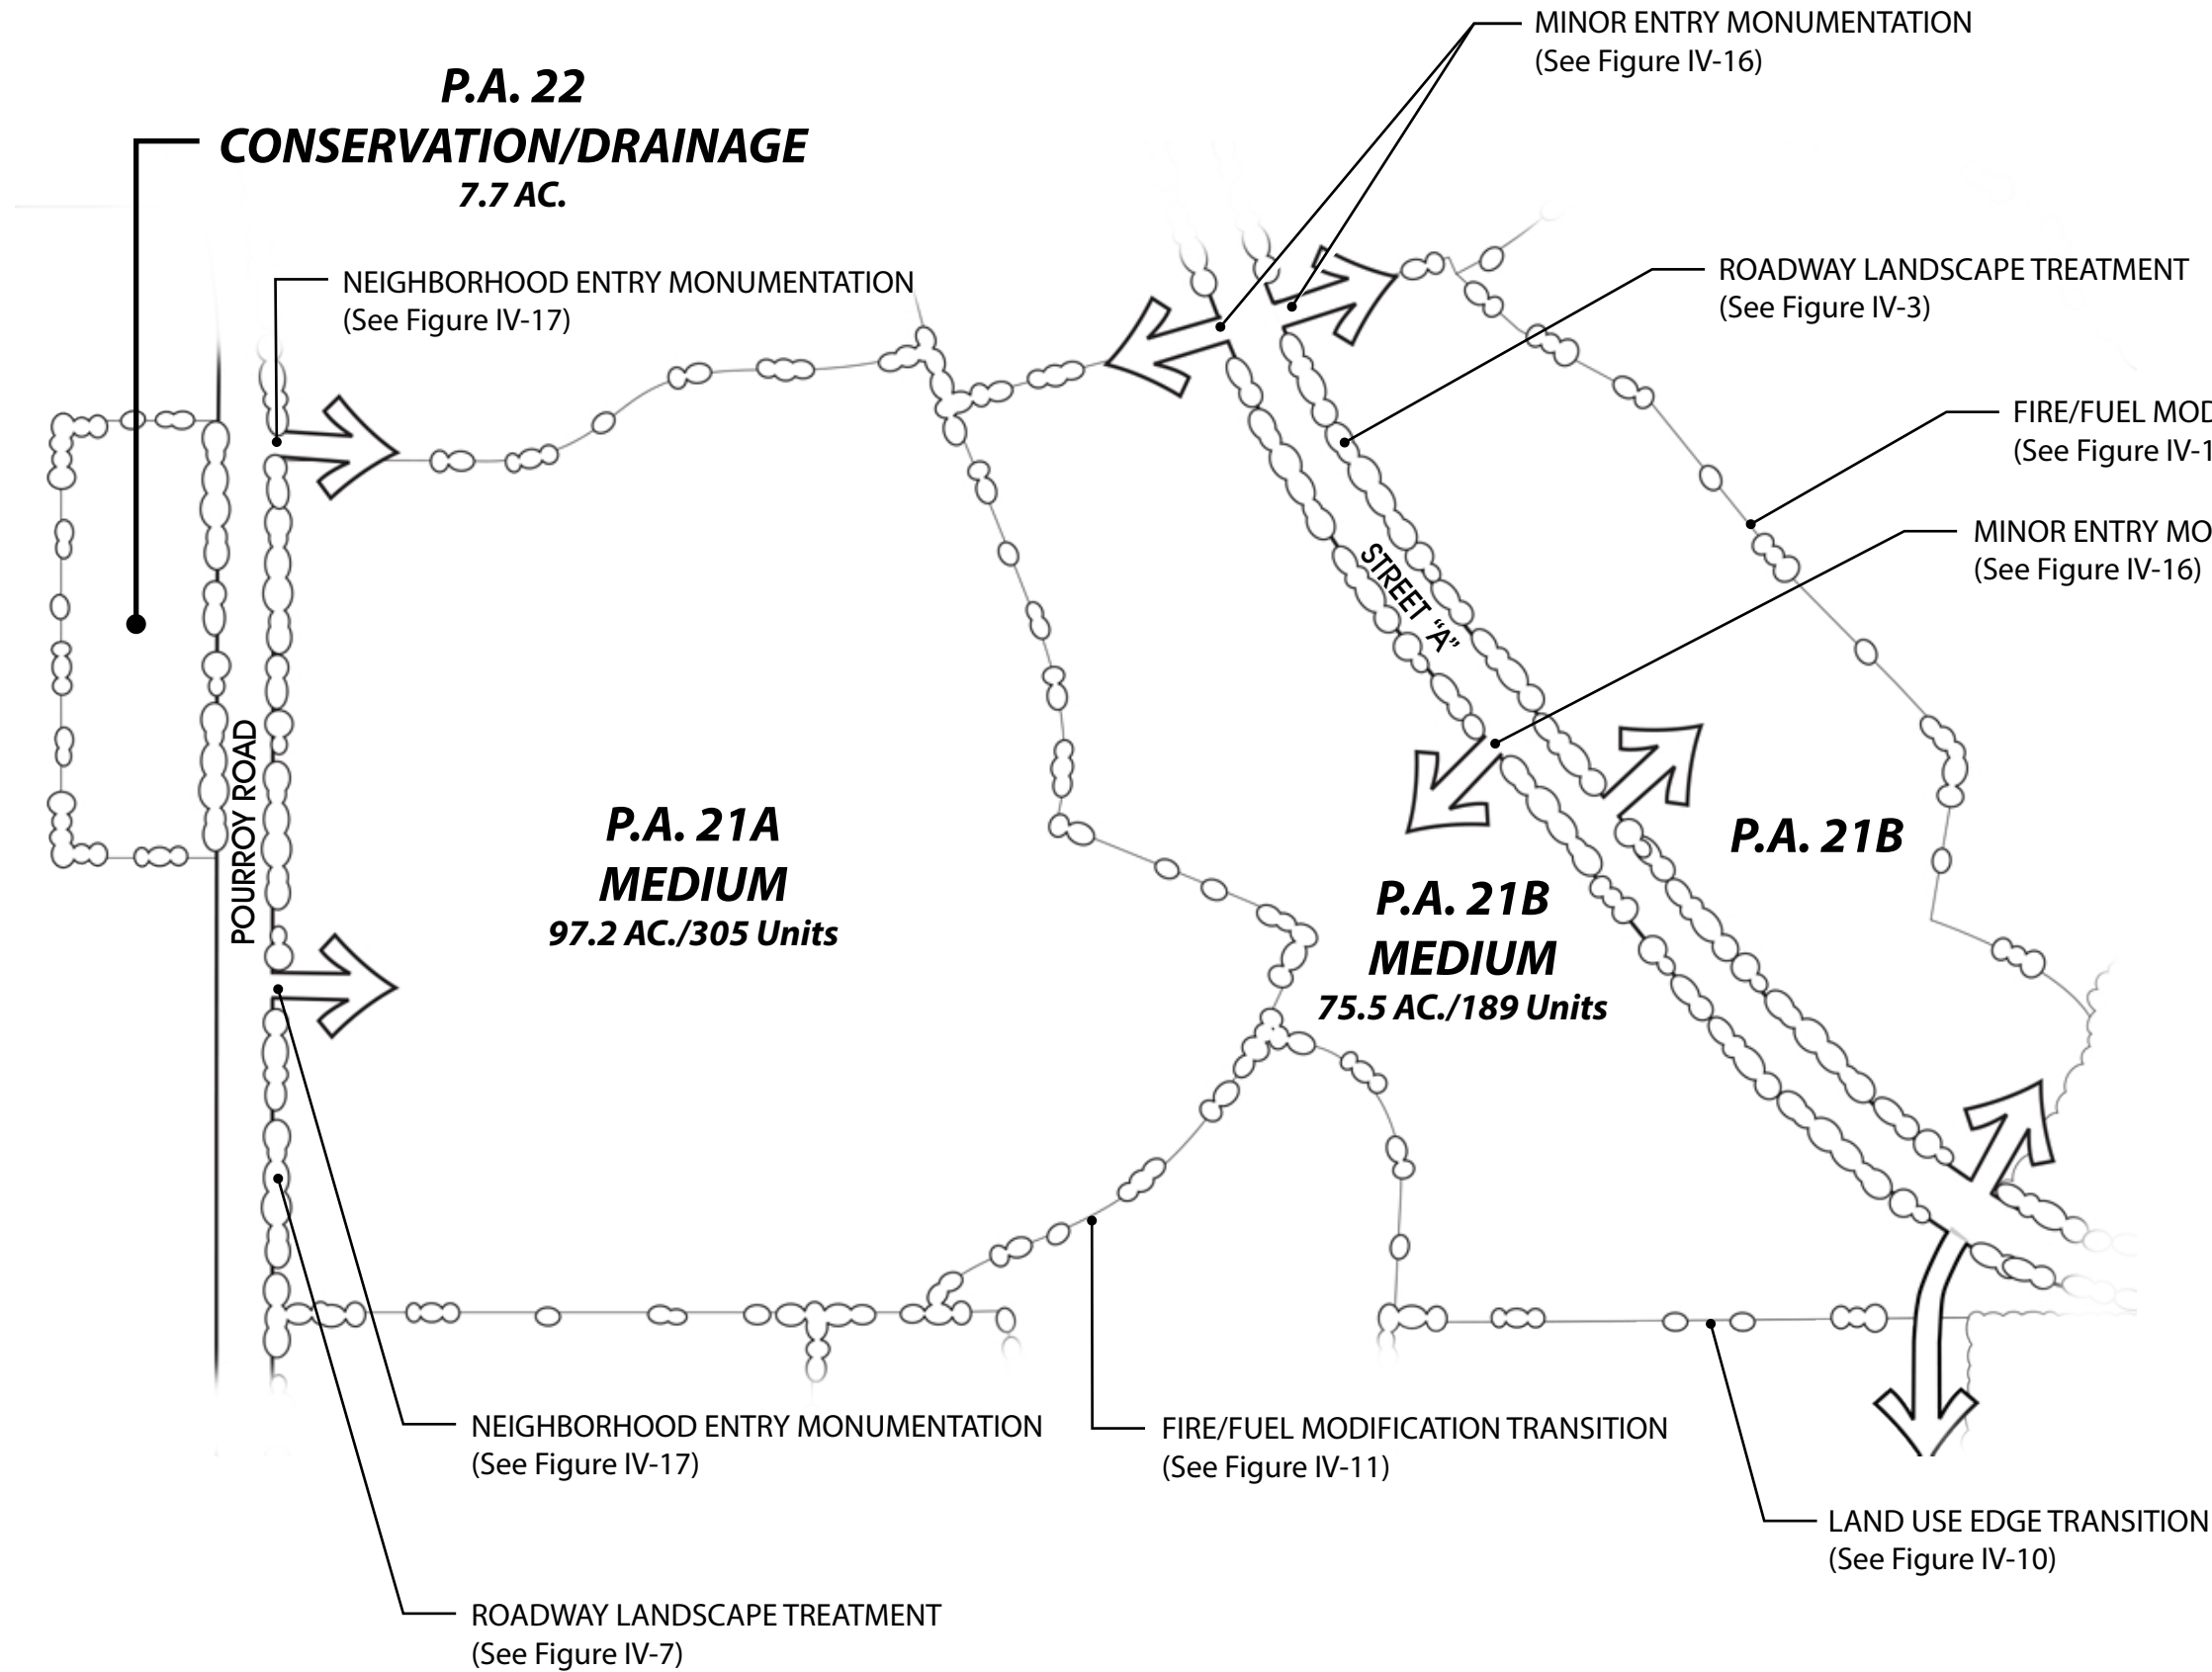 MINOR ENTRY MONUMENTATION
(See Figure IV-16)
P.A. 22
CONSERVATION/DRAINAGE
7.7 AC.
NEIGHBORHOOD ENTRY MONUMENTATION
(See Figure IV-17)
ROADWAY LANDSCAPE TREATMENT
(See Figure IV-3)
FIRE/FUEL MOD
(See Figure IV-1
MINOR ENTRY MO
(See Figure IV-16)
STREET “A”
POURROY ROAD
P.A. 21A
MEDIUM
97.2 AC./305 Units
P.A. 21B
P.A. 21B
MEDIUM
75.5 AC./189 Units
NEIGHBORHOOD ENTRY MONUMENTATION
(See Figure IV-17)
FIRE/FUEL MODIFICATION TRANSITION
(See Figure IV-11)
LAND USE EDGE TRANSITION
(See Figure IV-10)
ROADWAY LANDSCAPE TREATMENT
(See Figure IV-7)